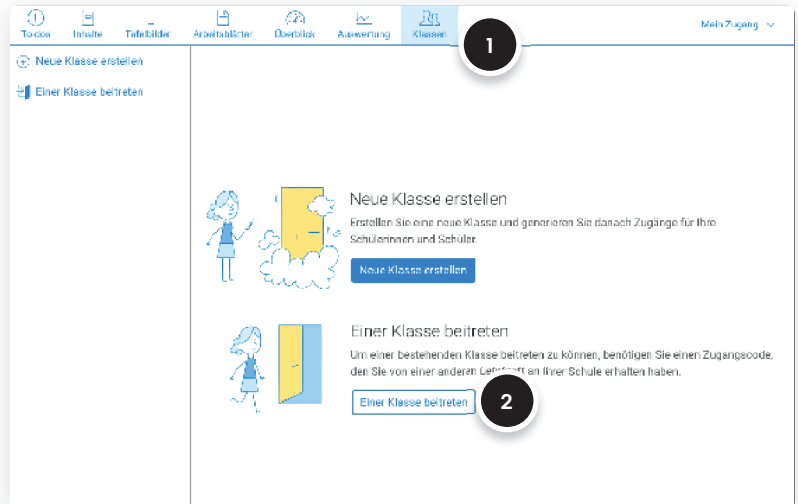 To-dos Inhalte Tafelbilder Arbeitsblätter Überblick Auswertung Klassen Mein Zugang
1
Neue Klasse erstellen
Einer Klasse beitreten
Neue Klasse erstellen
Erstellen Sie eine neue Klasse und generieren Sie danach Zugänge für Ihre
Schülerinnen und Schüler.
Neue Klasse erstellen
Einer Klasse beitreten
Um einer bestehenden Klasse beitreten zu können, benötigen Sie einen Zugangscode,
den Sie von einer anderen Lehrkraft an Ihrer Schule erhalten haben.
Einer Klasse beitreten
2